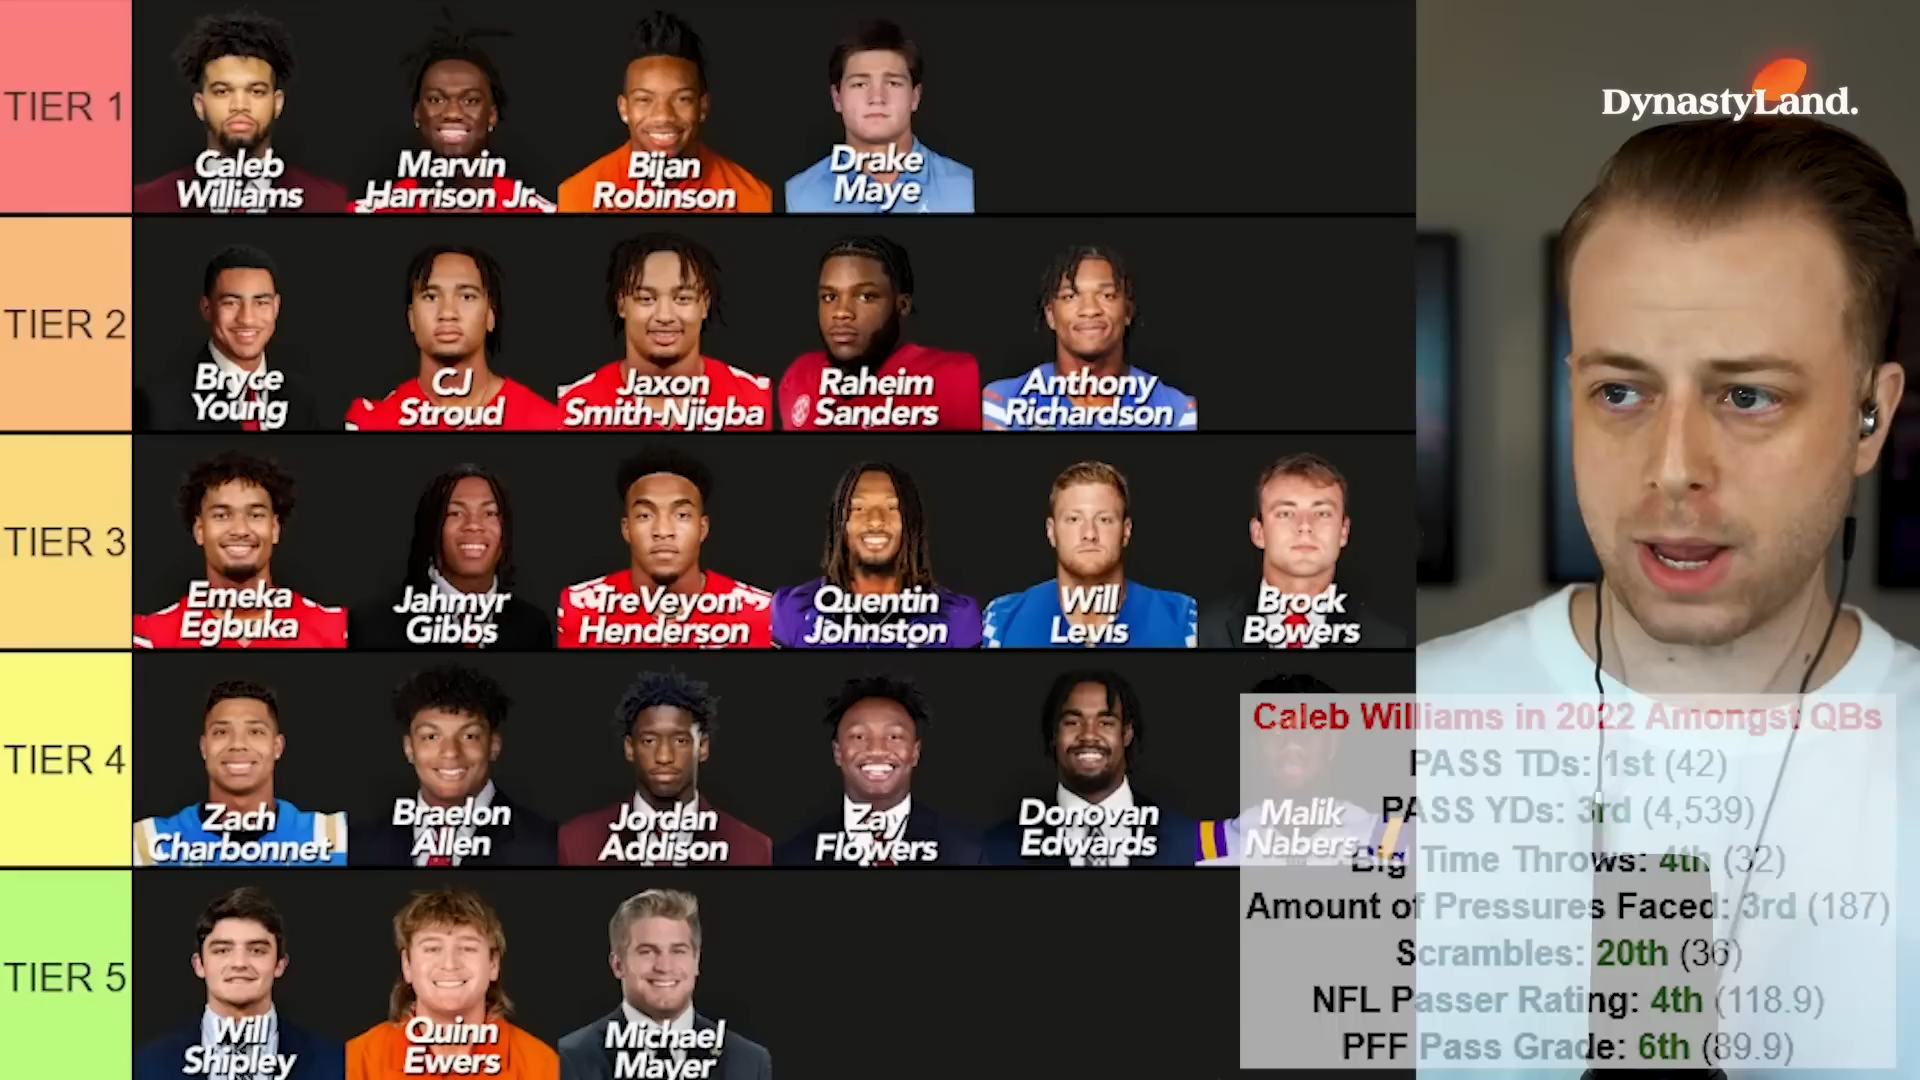 TIER 1
Caleb
Williams
Marvin
Harrison Jr.
Bijan
Robinson
Drake
Maye
DynastyLand.
TIER 2
Bryce
Young
CJ
Stroud
Jaxon
Smith-Njigba
Raheim
Sanders
Anthony
Richardson
TIER 3
Emeka
Egbuka
Jahmyr
Gibbs
TreVeyon
Henderson
Quentin
Johnston
Will
Levis
Brock
Bowers
TIER 4
Zach
Charbonnet
Braelon
Allen
Jordan
Addison
Zay
Flowers
Donovan
Edwards
Malik
Nabers
TIER 5
Will
Shipley
Quinn
Ewers
Michael
Mayer
Caleb Williams in 2022 Amongst QBs
PASS TDs: 1st (42)
PASS YDs: 3rd (4,539)
Big Time Throws: 4th (32)
Amount of Pressures Faced: 3rd (187)
Scrambles: 20th (36)
NFL Passer Rating: 4th (118.9)
PFF Pass Grade: 6th (89.9)